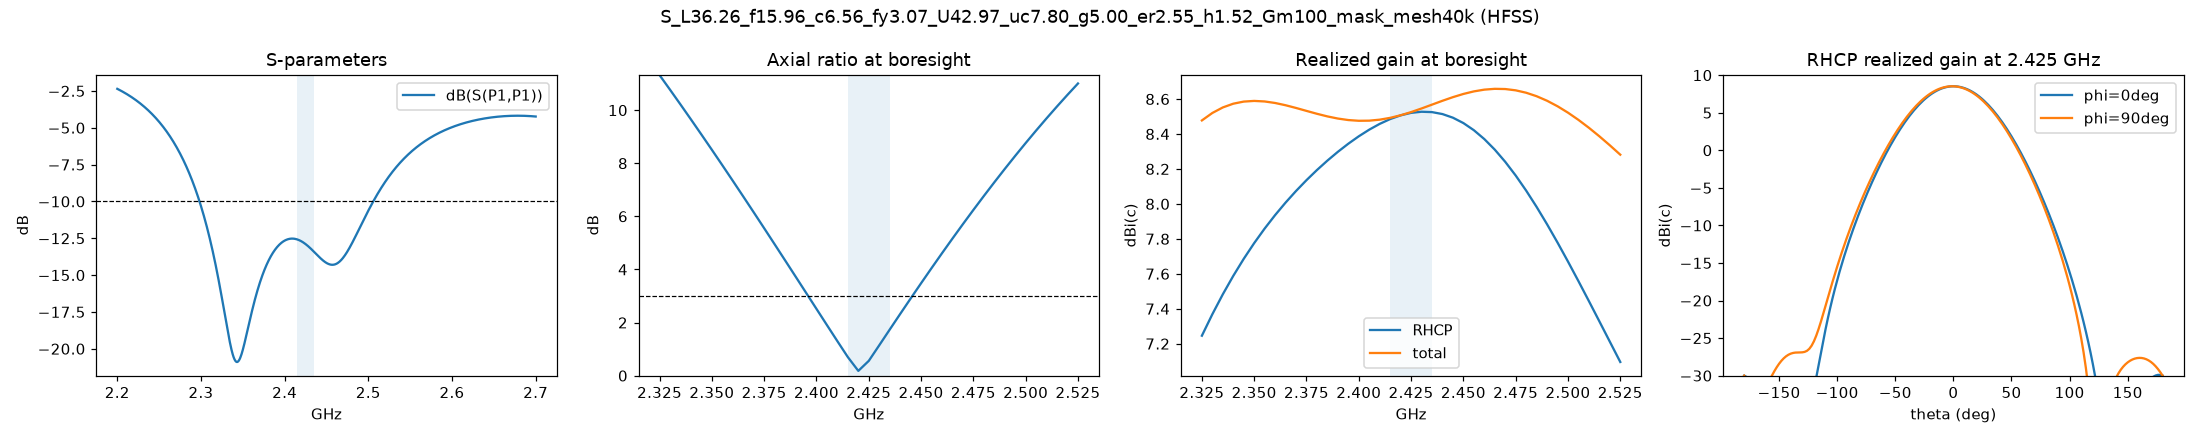 S_L36.26_f15.96_c6.56_fy3.07_U42.97_uc7.80_g5.00_er2.55_h1.52_Gm100_mask_mesh40k (HFSS)
S-parameters
dB
−2.5
−5.0
−7.5
−10.0
−12.5
−15.0
−17.5
−20.0
dB(S(P1,P1))
2.2 2.3 2.4 2.5 2.6 2.7
GHz
Axial ratio at boresight
dB
10
8
6
4
2
0
2.325 2.350 2.375 2.400 2.425 2.450 2.475 2.500 2.525
GHz
Realized gain at boresight
dBi(c)
8.6
8.4
8.2
8.0
7.8
7.6
7.4
7.2
RHCP
total
2.325 2.350 2.375 2.400 2.425 2.450 2.475 2.500 2.525
GHz
RHCP realized gain at 2.425 GHz
dBi(c)
10
5
0
−5
−10
−15
−20
−25
−30
phi=0deg
phi=90deg
−150 −100 −50 0 50 100 150
theta (deg)